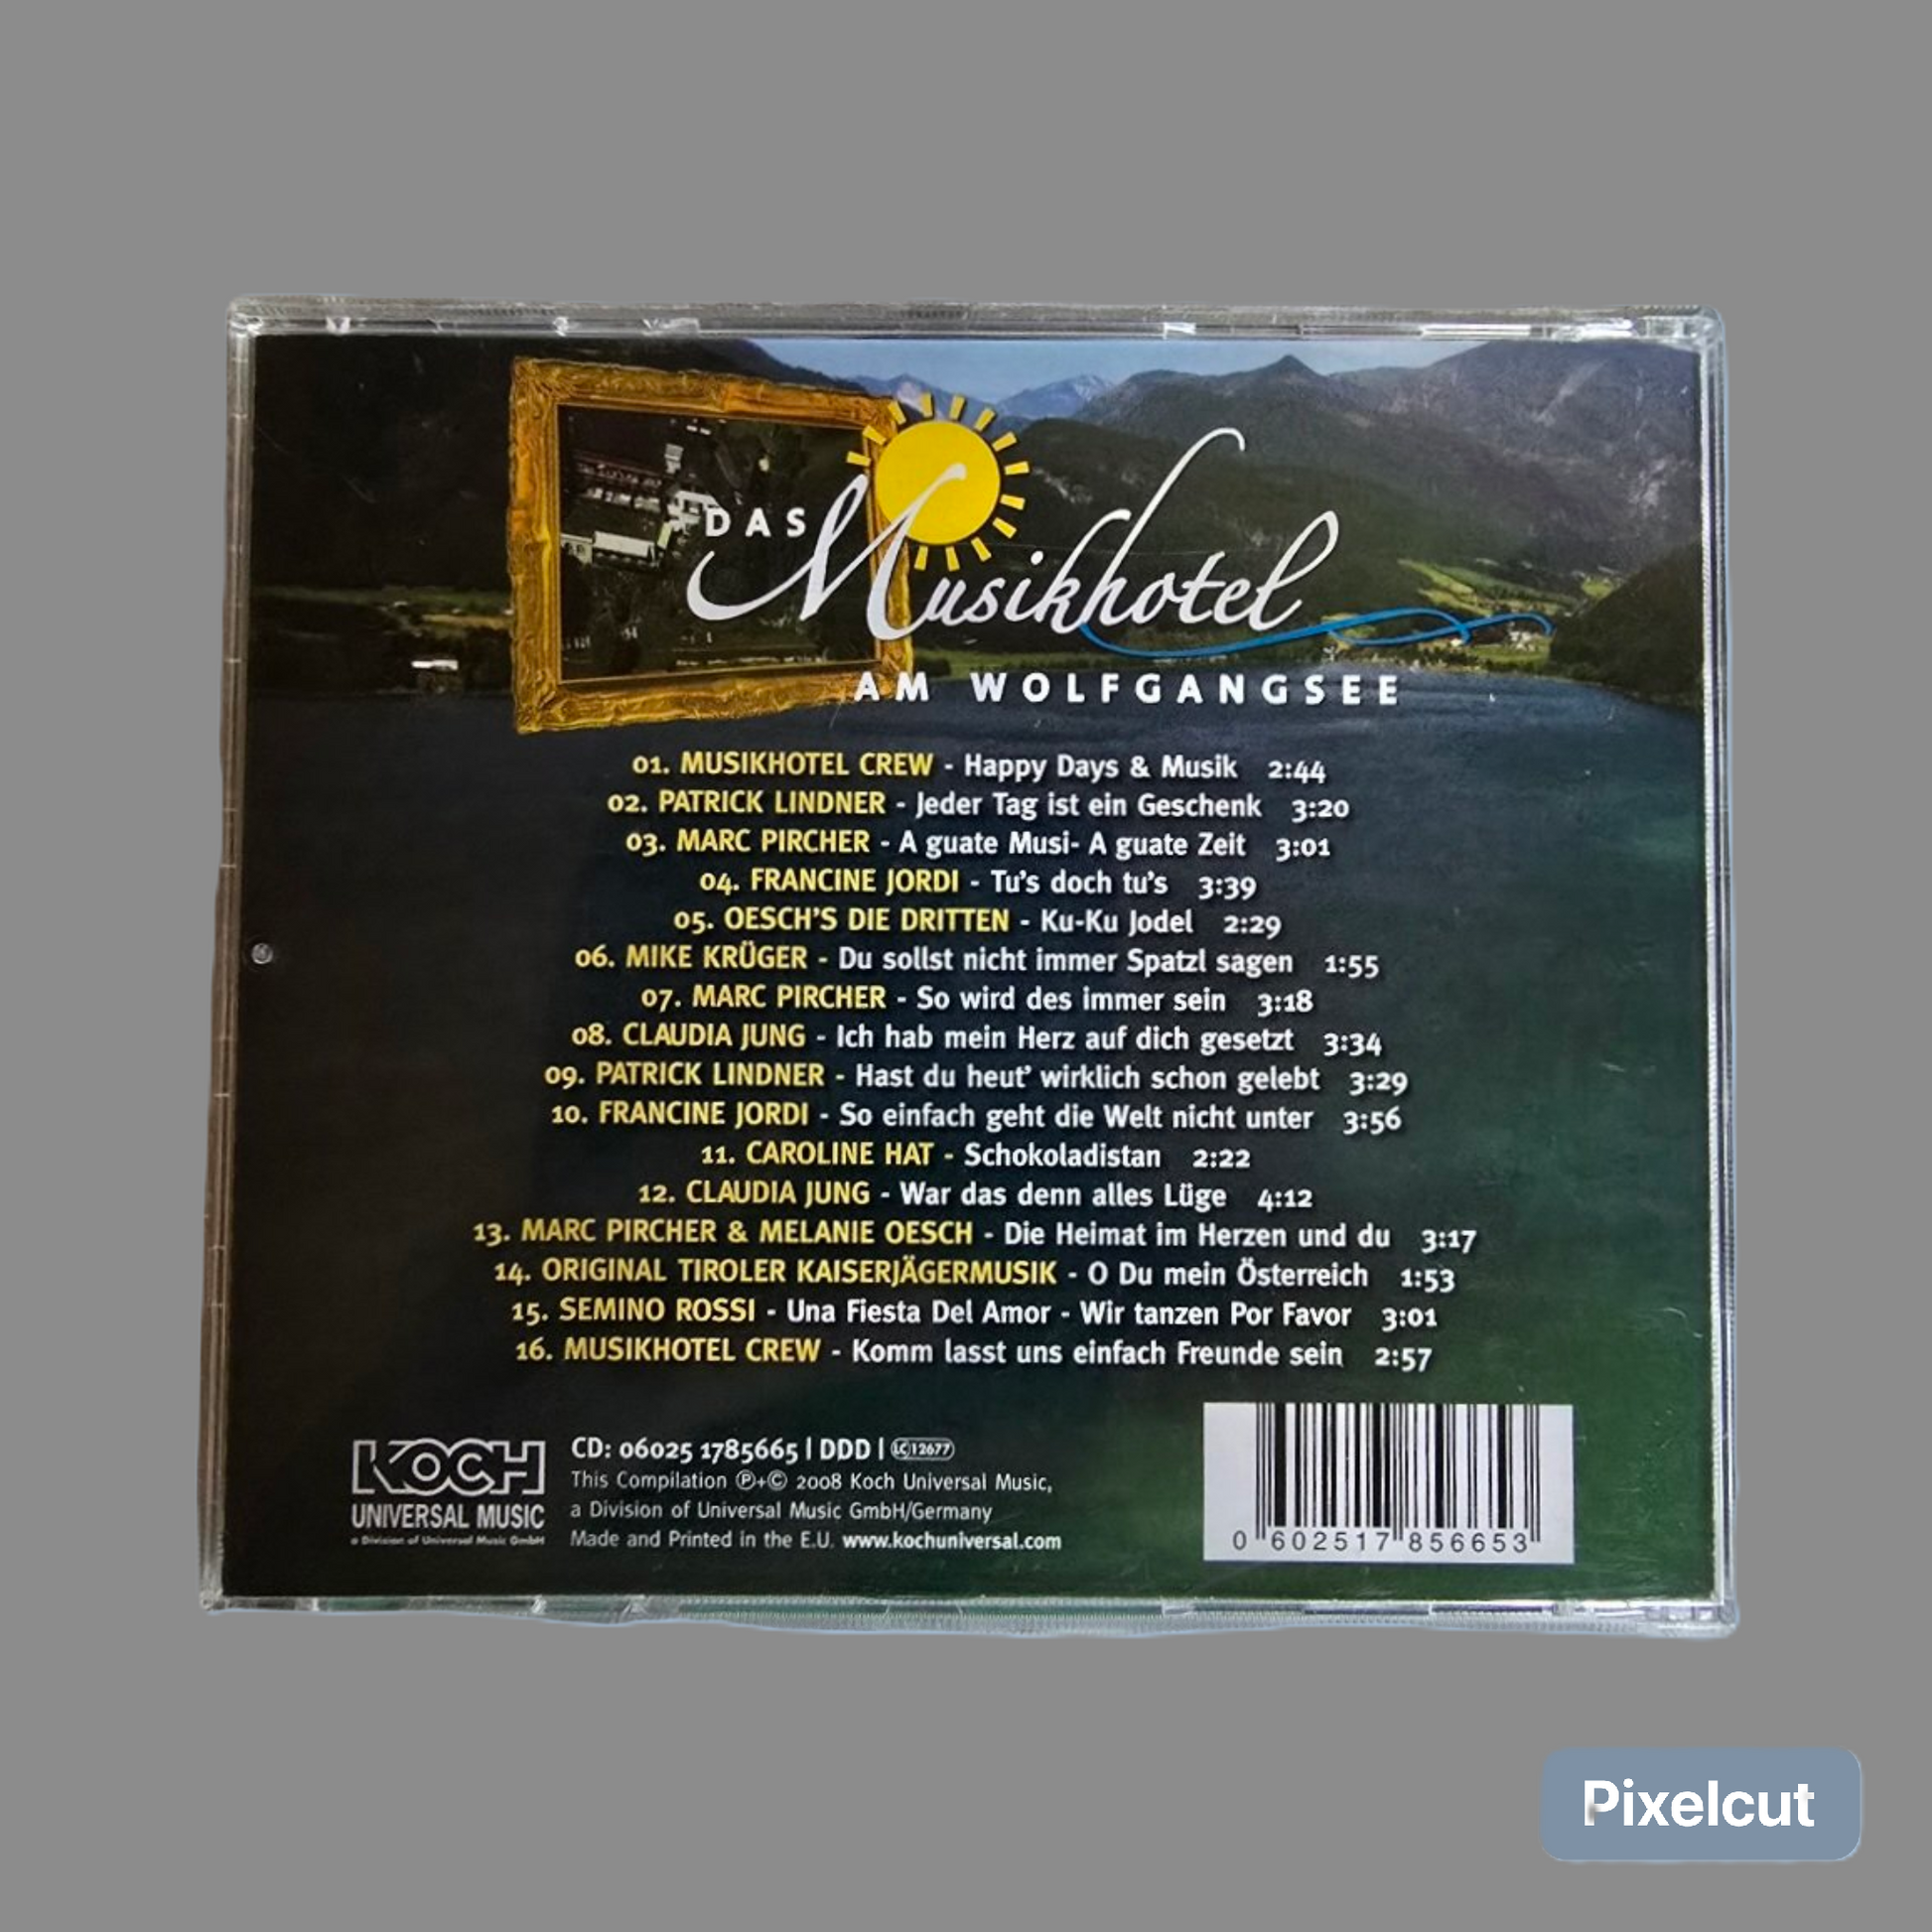 DAS Musikhotel
AM WOLFGANGSEE
01. MUSIKHOTEL CREW - Happy Days & Musik 2:44
02. PATRICK LINDNER - Jeder Tag ist ein Geschenk 3:20
03. MARC PIRCHER - A guate Musi- A guate Zeit 3:01
04. FRANCINE JORDI - Tu's doch tu's 3:39
05. OESCH'S DIE DRITTEN - Ku-Ku Jodel 2:29
06. MIKE KRÜGER - Du sollst nicht immer Spatzl sagen 1:55
07. MARC PIRCHER - So wird des immer sein 3:18
08. CLAUDIA JUNG - Ich hab mein Herz auf dich gesetzt 3:34
09. PATRICK LINDNER - Hast du heut' wirklich schon gelebt 3:29
10. FRANCINE JORDI - So einfach geht die Welt nicht unter 3:56
11. CAROLINE HAT - Schokoladistan 2:22
12. CLAUDIA JUNG - War das denn alles Lüge 4:12
13. MARC PIRCHER & MELANIE OESCH - Die Heimat im Herzen und du 3:17
14. ORIGINAL TIROLER KAISERJÄGERMUSIK - O Du mein Österreich 1:53
15. SEMINO ROSSI - Una Fiesta Del Amor - Wir tanzen Por Favor 3:01
16. MUSIKHOTEL CREW - Komm lasst uns einfach Freunde sein 2:57
KOCH
UNIVERSAL MUSIC
a Division of Universal Music GmbH
CD: 06025 1785665 | DDD | LC 12677
This Compilation ℗+© 2008 Koch Universal Music,
a Division of Universal Music GmbH/Germany
Made and Printed in the E.U. www.kochuniversal.com
0 602517 856653
Pixelcut